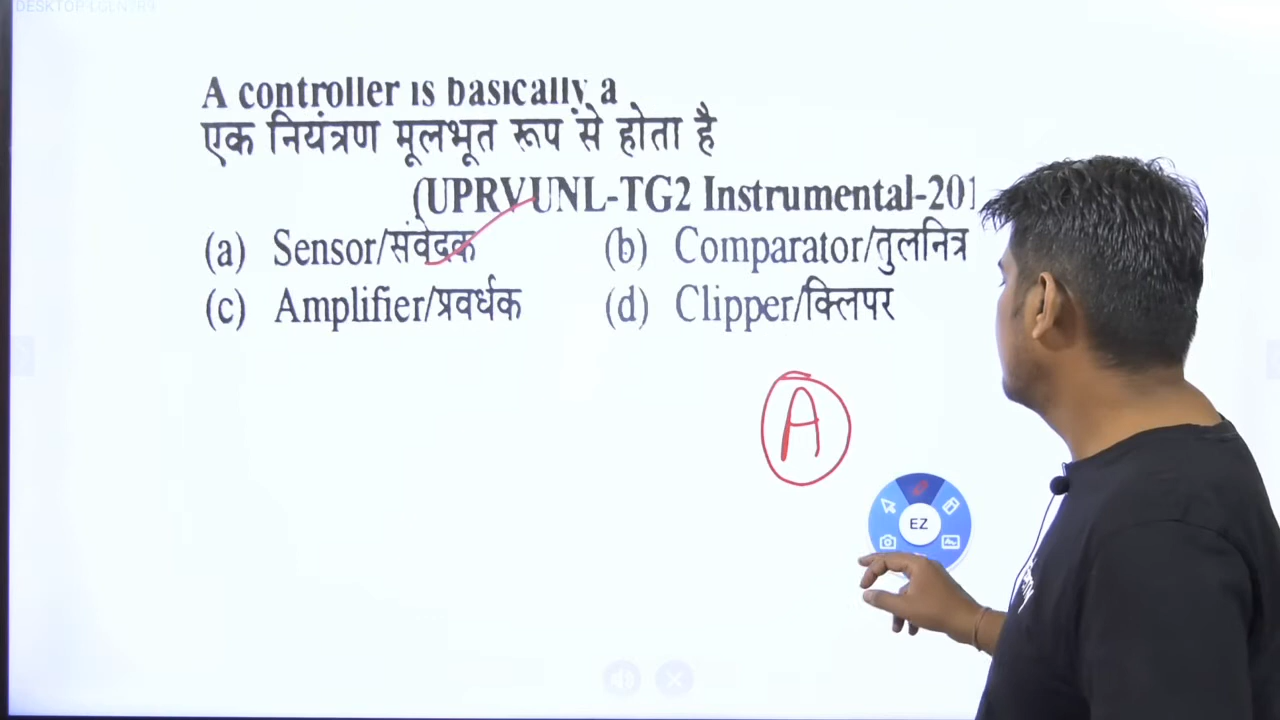 A controller is basically a
एक नियंत्रण मूलभूत रूप से होता है
(UPRVUNL-TG2 Instrumental-201
(a) Sensor/संवेदक (b) Comparator/तुलनित्र
(c) Amplifier/प्रवर्धक (d) Clipper/क्लिपर
A
EZ